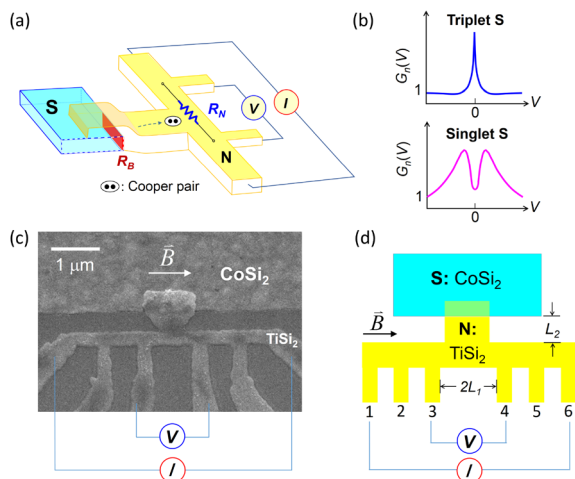 (a)
S
R_B
R_N
N
V
I
: Cooper pair
(b)
Triplet S
G_n(V)
1
0
V
Singlet S
G_n(V)
1
0
V
(c)
1 μm
B⃗
CoSi₂
TiSi₂
V
I
(d)
S: CoSi₂
B⃗
N:
TiSi₂
L₂
2L₁
1 2 3 4 5 6
V
I